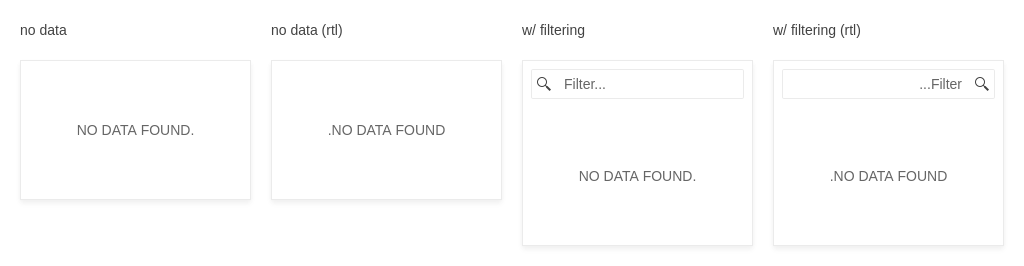 no data
no data (rtl)
w/ filtering
w/ filtering (rtl)
Filter...
...Filter
NO DATA FOUND.
.NO DATA FOUND
NO DATA FOUND.
.NO DATA FOUND